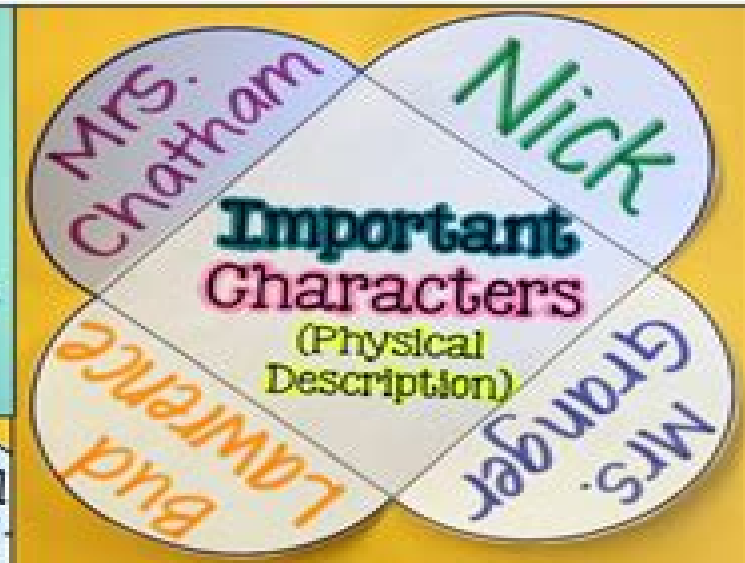 Mrs.
Chatham
Nick
Important
Characters
(Physical
Description)
Bud
Lawrence
Mrs.
Granger